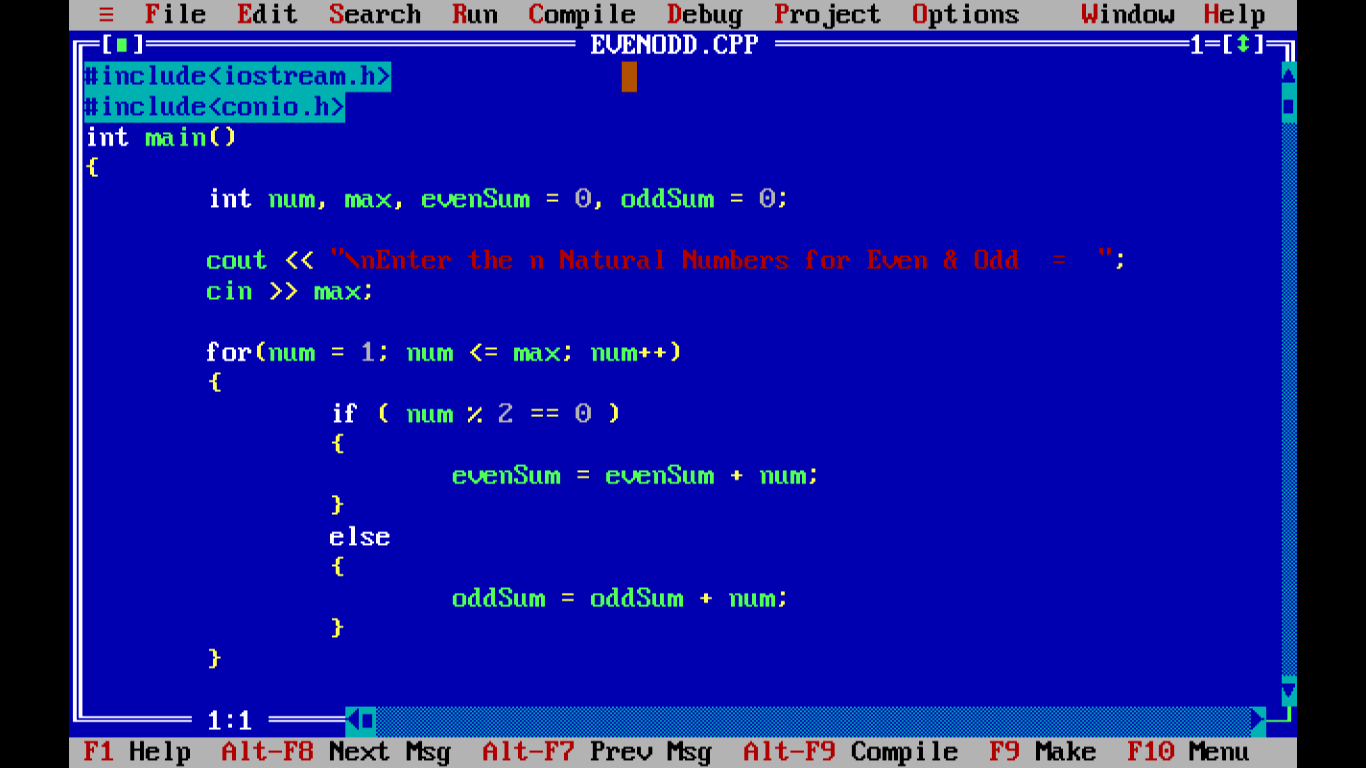 ≡ File Edit Search Run Compile Debug Project Options Window Help
[■] EVENODD.CPP 1=[↕]
#include<iostream.h>
#include<conio.h>
int main()
{
int num, max, evenSum = 0, oddSum = 0;
cout << "\nEnter the n Natural Numbers for Even & Odd  =  ";
cin >> max;
for(num = 1; num <= max; num++)
{
if ( num % 2 == 0 )
{
evenSum = evenSum + num;
}
else
{
oddSum = oddSum + num;
}
}
1:1
F1 Help Alt-F8 Next Msg Alt-F7 Prev Msg Alt-F9 Compile F9 Make F10 Menu